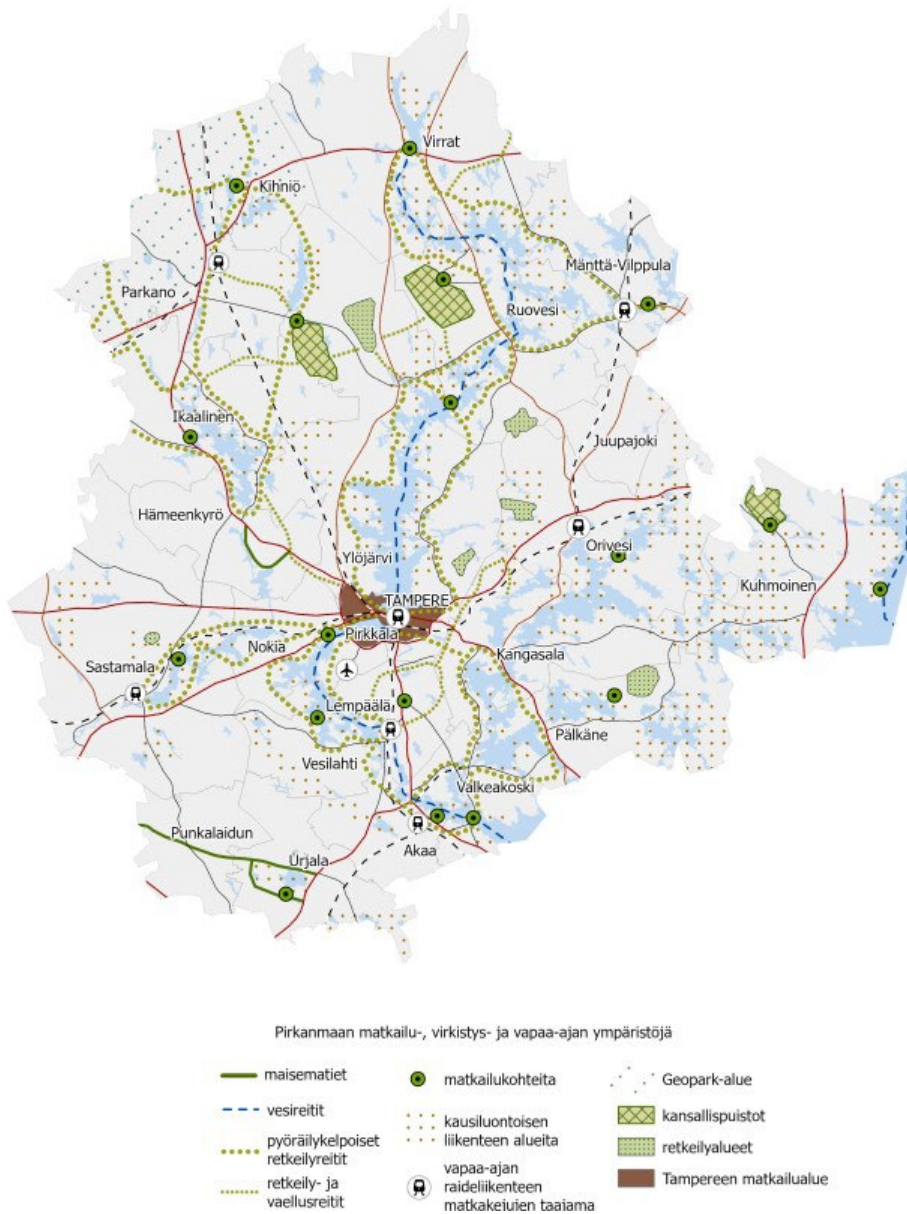 Virrat
Kihniö
Mänttä-Vilppula
Parkano
Ruovesi
Ikaalinen
Juupajoki
Hämeenkyrö
Ylöjärvi
Orivesi
Kuhmoinen
TAMPERE
Pirkkala
Nokia
Kangasala
Sastamala
Lempäälä
Pälkäne
Vesilahti
Valkeakoski
Punkalaidun
Akaa
Urjala
Pirkanmaan matkailu-, virkistys- ja vapaa-ajan ympäristöjä
maisematiet
vesireitit
pyöräilykelpoiset
retkeilyreitit
retkeily- ja
vaellusreitit
matkailukohteita
kausiluontoisen
liikenteen alueita
vapaa-ajan
raideliikenteen
matkakejujen taajama
Geopark-alue
kansallispuistot
retkeilyalueet
Tampereen matkailualue